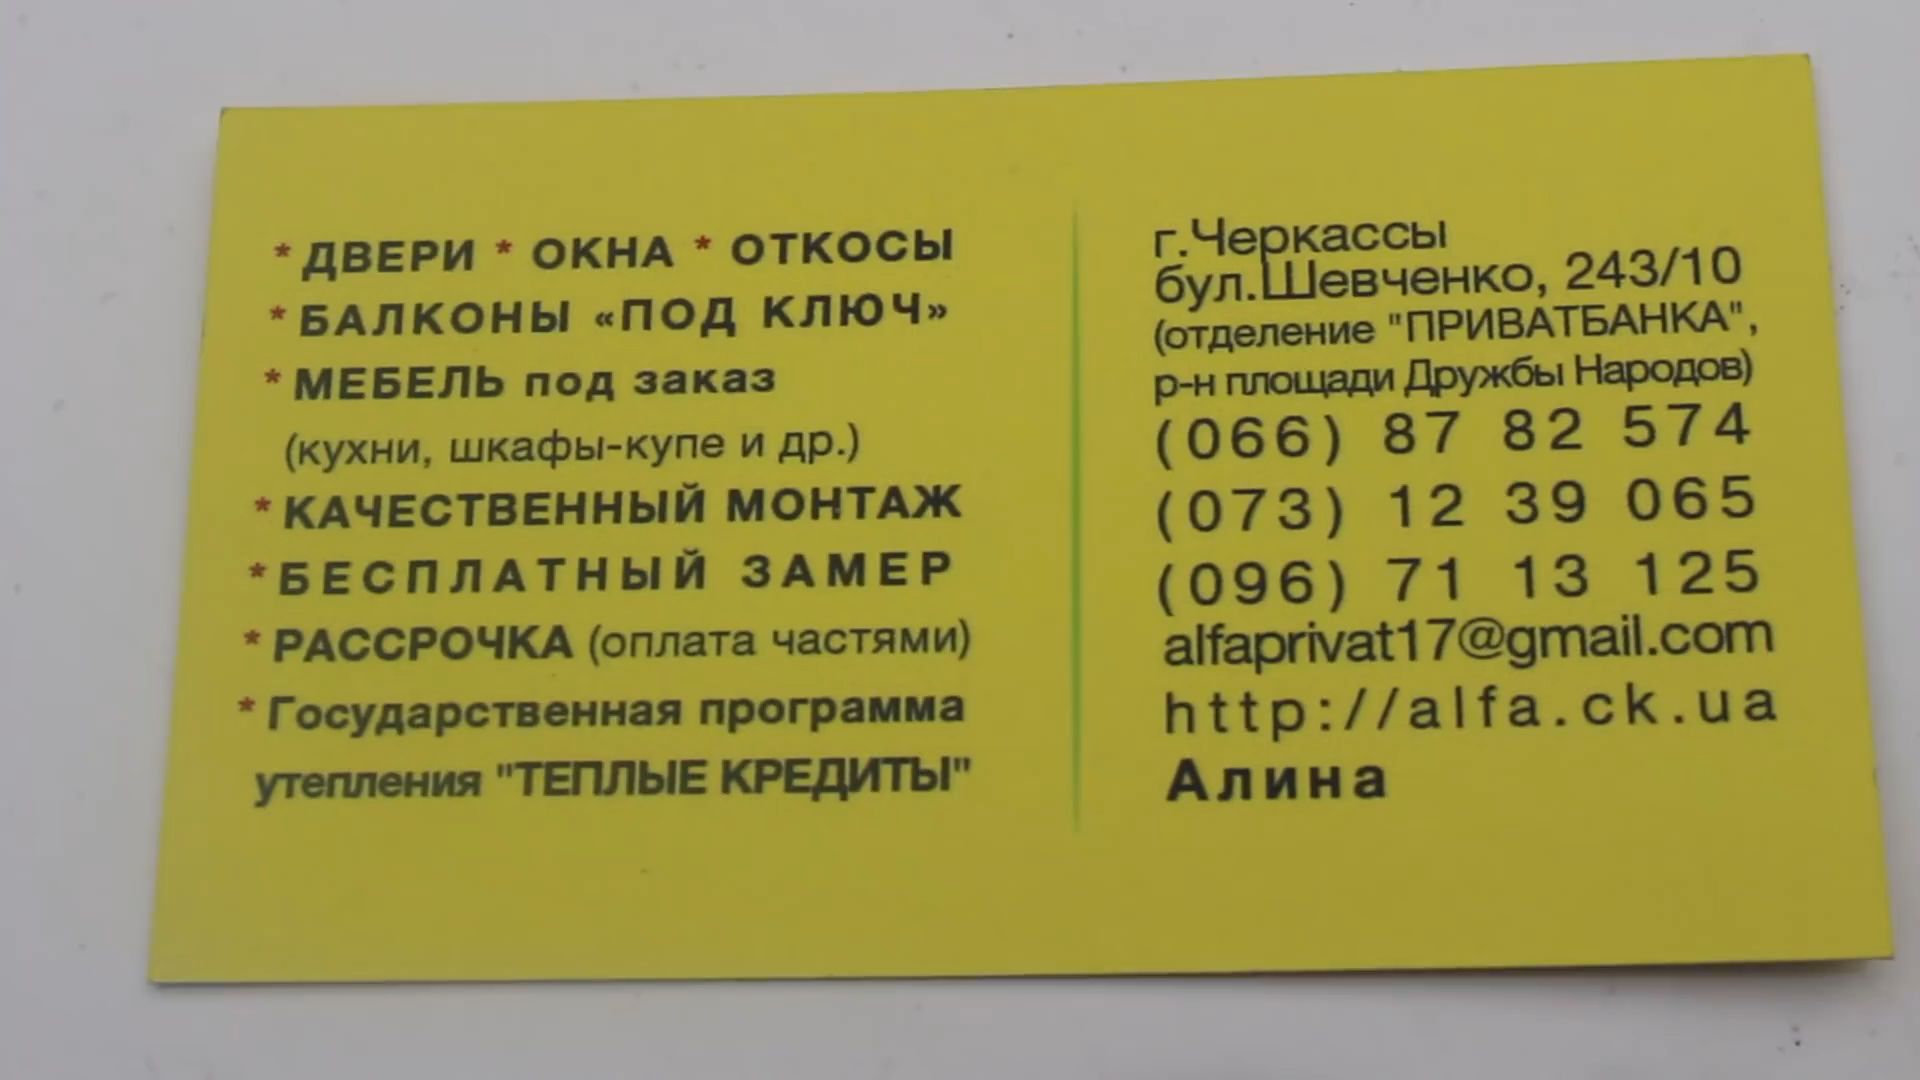 * ДВЕРИ * ОКНА * ОТКОСЫ
* БАЛКОНЫ «ПОД КЛЮЧ»
* МЕБЕЛЬ под заказ
(кухни, шкафы-купе и др.)
* КАЧЕСТВЕННЫЙ МОНТАЖ
* БЕСПЛАТНЫЙ ЗАМЕР
* РАССРОЧКА (оплата частями)
* Государственная программа
утепления "ТЕПЛЫЕ КРЕДИТЫ"
г.Черкассы
бул.Шевченко, 243/10
(отделение "ПРИВАТБАНКА",
р-н площади Дружбы Народов)
(066) 87 82 574
(073) 12 39 065
(096) 71 13 125
alfaprivat17@gmail.com
http://alfa.ck.ua
Алина